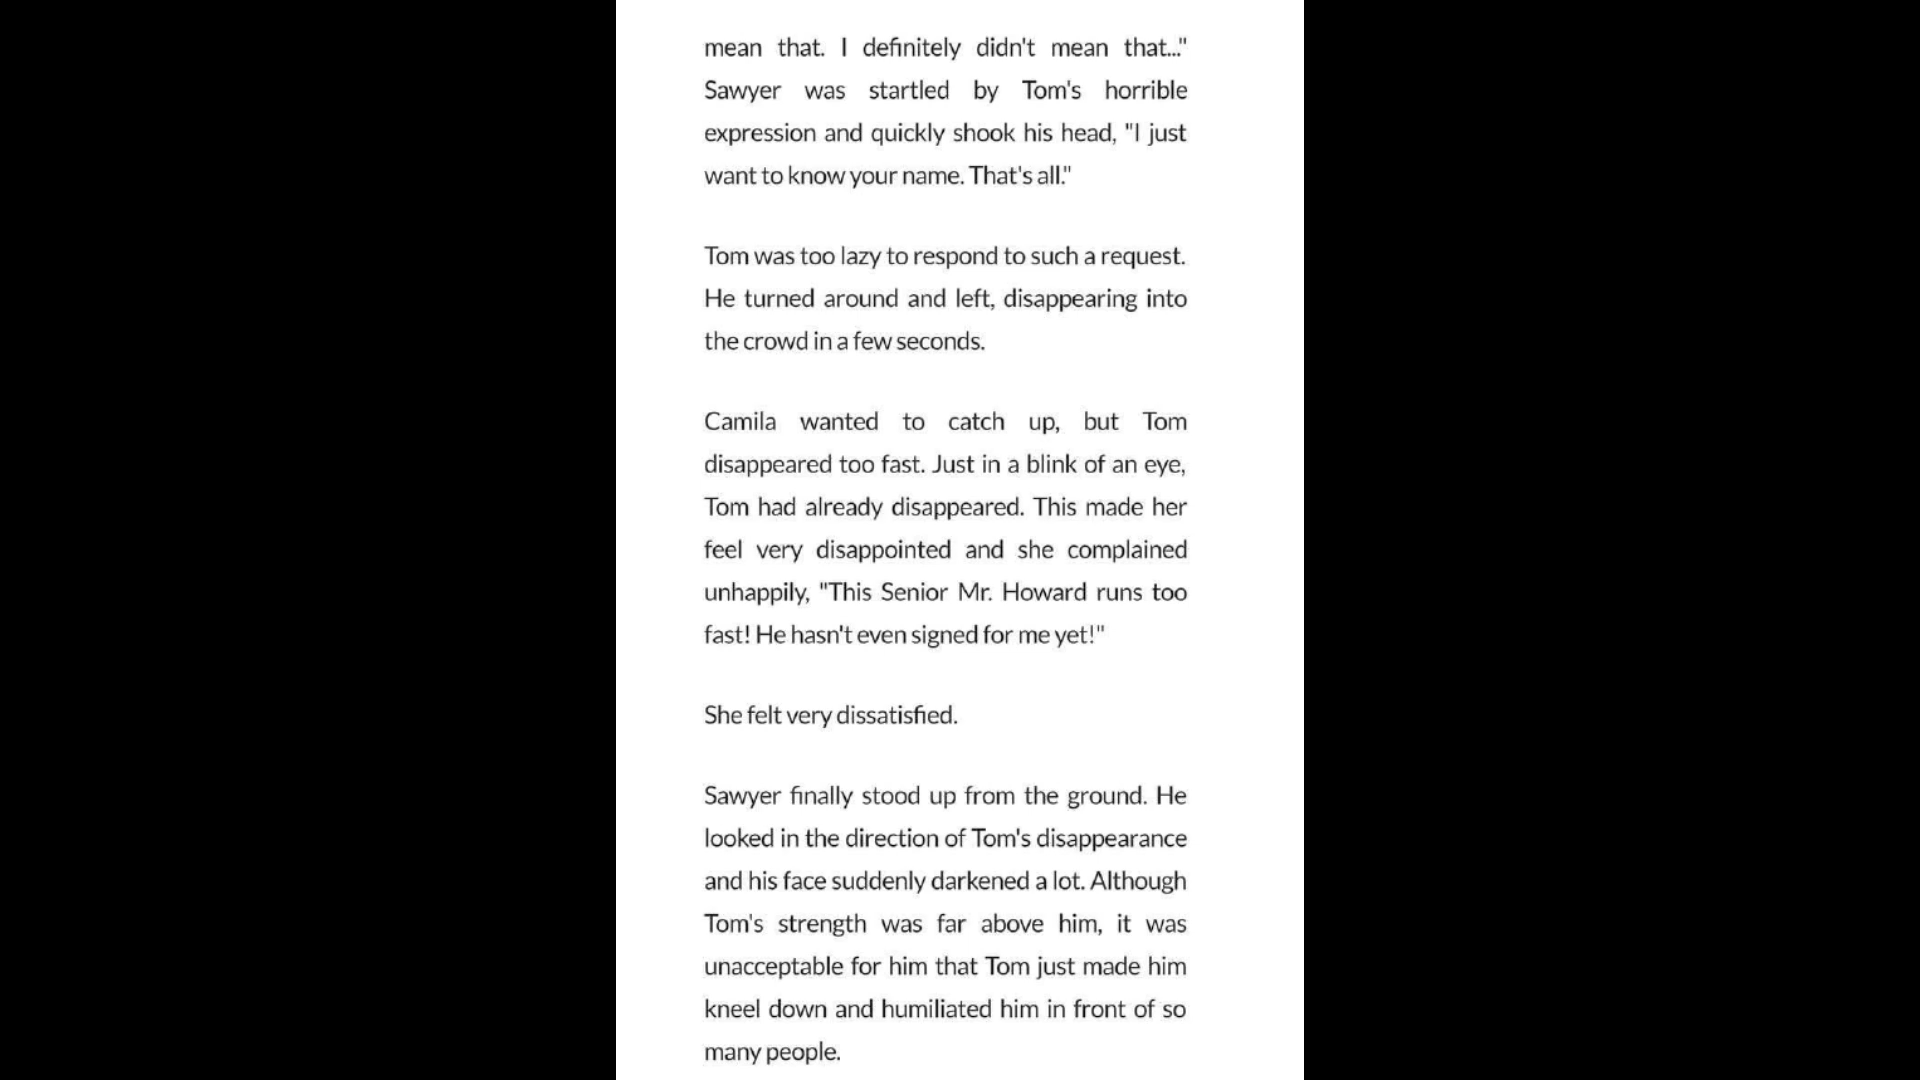 mean that. I definitely didn't mean that..."
Sawyer was startled by Tom's horrible
expression and quickly shook his head, "I just
want to know your name. That's all."
Tom was too lazy to respond to such a request.
He turned around and left, disappearing into
the crowd in a few seconds.
Camila wanted to catch up, but Tom
disappeared too fast. Just in a blink of an eye,
Tom had already disappeared. This made her
feel very disappointed and she complained
unhappily, "This Senior Mr. Howard runs too
fast! He hasn't even signed for me yet!"
She felt very dissatisfied.
Sawyer finally stood up from the ground. He
looked in the direction of Tom's disappearance
and his face suddenly darkened a lot. Although
Tom's strength was far above him, it was
unacceptable for him that Tom just made him
kneel down and humiliated him in front of so
many people.